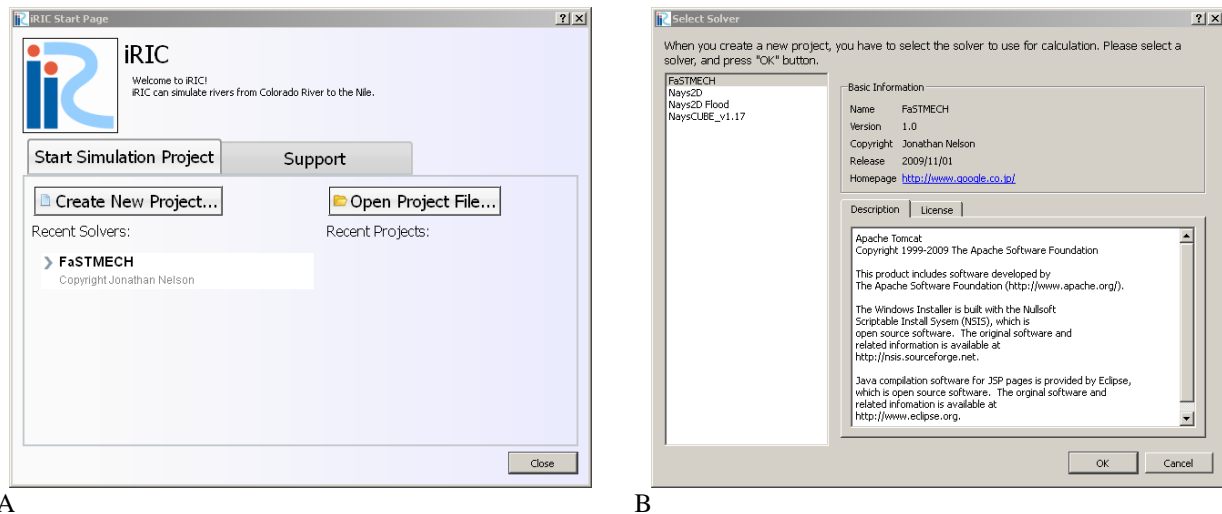 iRIC Start Page
iRIC
Welcome to iRIC!
iRIC can simulate rivers from Colorado River to the Nile.
Start Simulation Project
Support
Create New Project...
Open Project File...
Recent Solvers:
Recent Projects:
FaSTMECH
Copyright Jonathan Nelson
Close
A
Select Solver
When you create a new project, you have to select the solver to use for calculation. Please select a
solver, and press "OK" button.
FaSTMECH
Nays2D
Nays2D Flood
NaysCUBE_v1.17
Basic Information
Name FaSTMECH
Version 1.0
Copyright Jonathan Nelson
Release 2009/11/01
Homepage http://www.google.co.jp/
Description
License
Apache Tomcat
Copyright 1999-2009 The Apache Software Foundation
This product includes software developed by
The Apache Software Foundation (http://www.apache.org/).
The Windows Installer is built with the Nullsoft
Scriptable Install Sysem (NSIS), which is
open source software. The original software and
related information is available at
http://nsis.sourceforge.net.
Java compilation software for JSP pages is provided by Eclipse,
which is open source software. The orginal software and
related infomation is available at
http://www.eclipse.org.
OK
Cancel
B